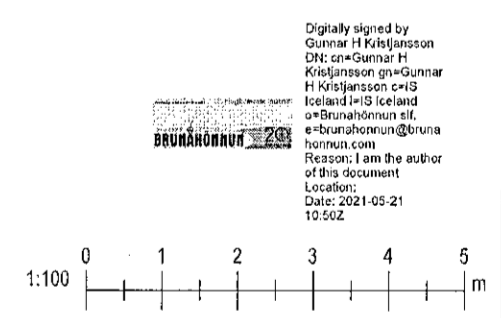 Digitally signed by
Gunnar H Kristjansson
DN: cn=Gunnar H
Kristjansson gn=Gunnar
H Kristjansson c=IS
Iceland l=IS Iceland
o=Brunahönnun slf.
e=brunahonnun@bruna
honnun.com
Reason: I am the author
of this document
Location:
Date: 2021-05-21
10:50Z
BRUNAHÖNNUN
0 1 2 3 4 5
1:100
m